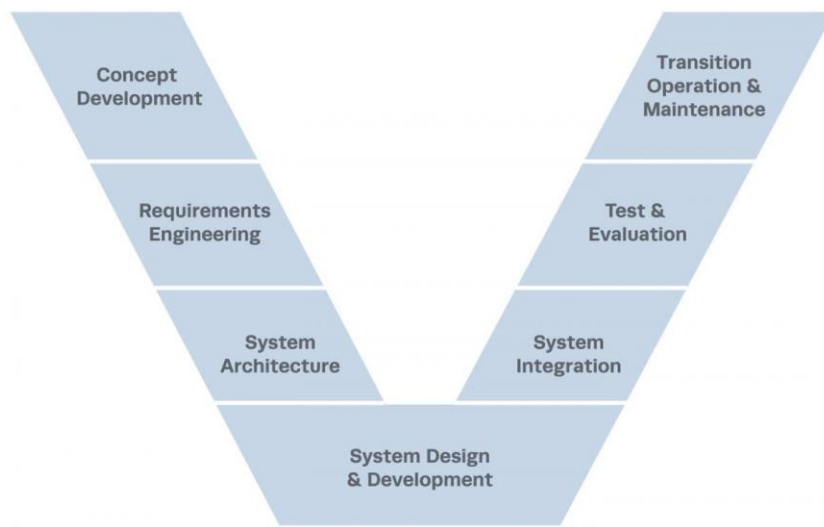 Concept
Development
Requirements
Engineering
System
Architecture
System Design
& Development
System
Integration
Test &
Evaluation
Transition
Operation &
Maintenance